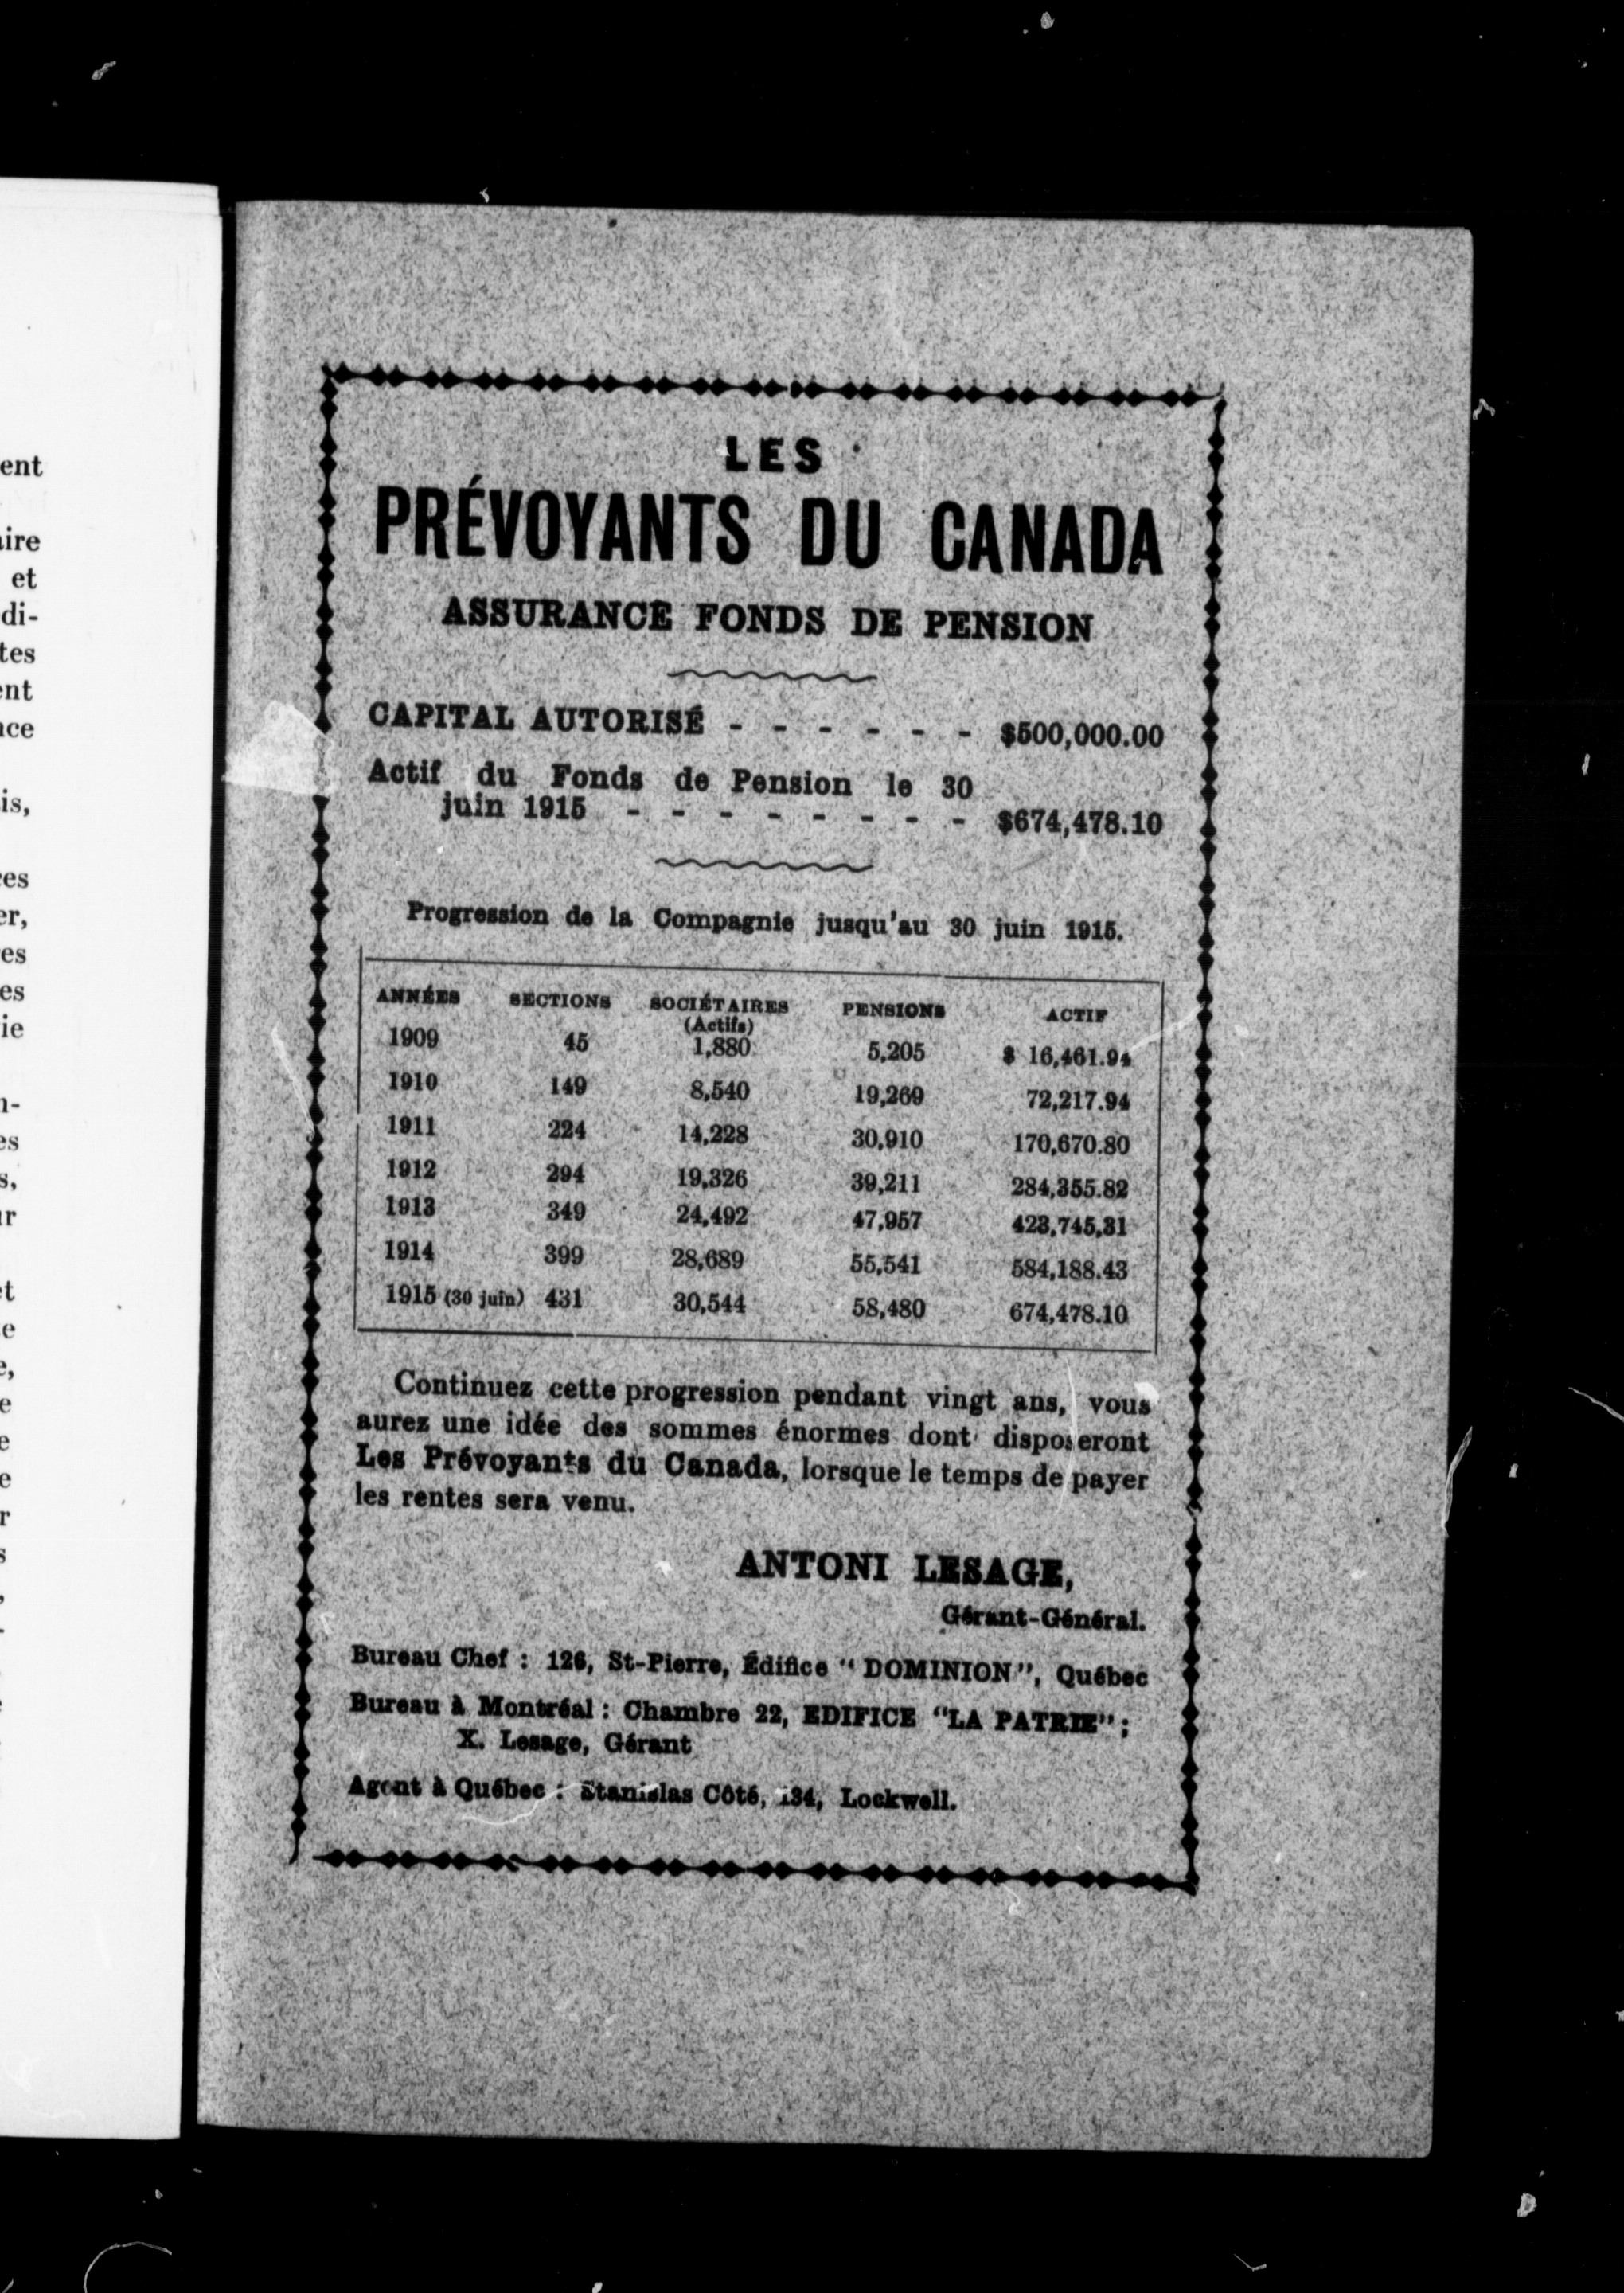 LES
PRÉVOYANTS DU CANADA
ASSURANCE FONDS DE PENSION
CAPITAL AUTORISÉ - - - - - - $500,000.00
Actif du Fonds de Pension le 30
juin 1915 - - - - - - - - $674,478.10
Progression de la Compagnie jusqu'au 30 juin 1915.
ANNÉES SECTIONS SOCIÉTAIRES PENSIONS ACTIF
(Actifs)
1909 45 1,880 5,205 $ 16,461.94
1910 149 8,540 19,269 72,217.94
1911 224 14,228 30,910 170,670.80
1912 294 19,326 39,211 284,355.82
1913 349 24,492 47,957 423,745,31
1914 399 28,689 55,541 584,188.43
1915 (30 juin) 431 30,544 58,480 674,478.10
Continuez cette progression pendant vingt ans, vous
aurez une idée des sommes énormes dont disposeront
Les Prévoyants du Canada, lorsque le temps de payer
les rentes sera venu.
ANTONI LESAGE,
Gérant-Général.
Bureau Chef : 126, St-Pierre, Édifice "DOMINION", Québec
Bureau à Montréal : Chambre 22, EDIFICE "LA PATRIE" ;
X. Lesage, Gérant
Agent à Québec : Stanislas Côté, 134, Lockwell.